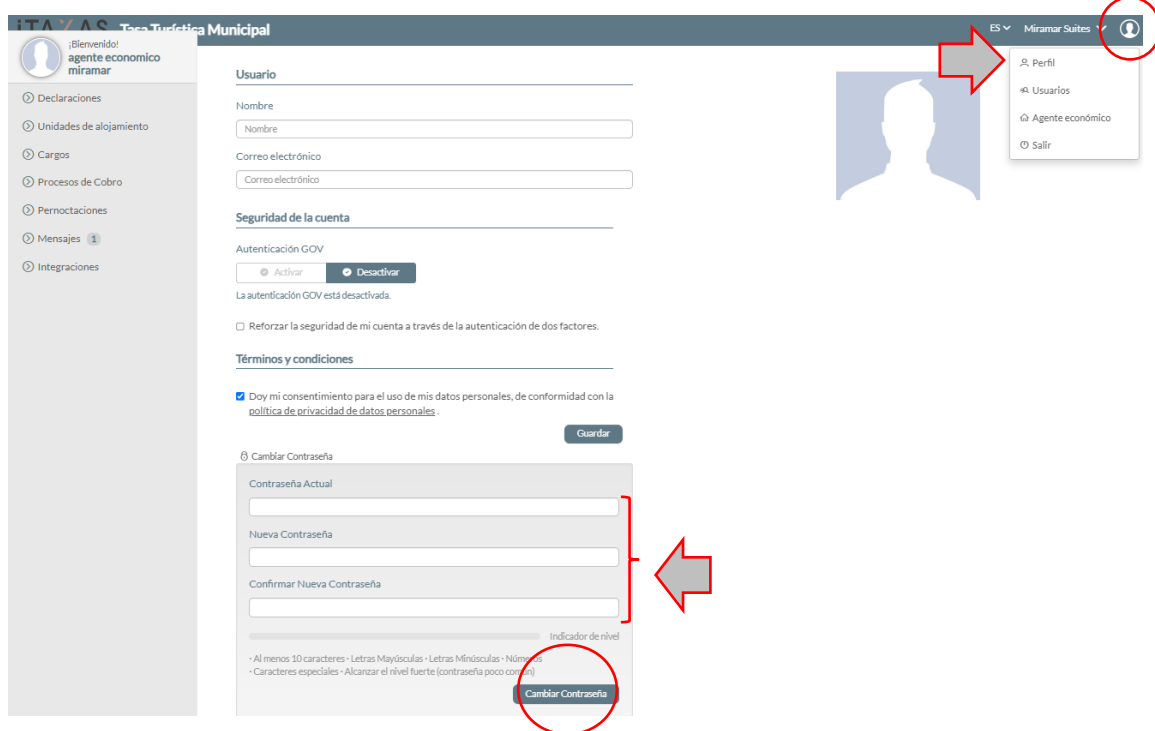 iTAXAS Tasa Turística Municipal
ES Miramar Suites
¡Bienvenido!
agente economico
miramar
Declaraciones
Unidades de alojamiento
Cargos
Procesos de Cobro
Pernoctaciones
Mensajes 1
Integraciones
Perfil
Usuarios
Agente económico
Salir
Usuario
Nombre
Nombre
Correo electrónico
Correo electrónico
Seguridad de la cuenta
Autenticación GOV
Activar Desactivar
La autenticación GOV está desactivada.
Reforzar la seguridad de mi cuenta a través de la autenticación de dos factores.
Términos y condiciones
Doy mi consentimiento para el uso de mis datos personales, de conformidad con la
política de privacidad de datos personales .
Guardar
Cambiar Contraseña
Contraseña Actual
Nueva Contraseña
Confirmar Nueva Contraseña
Indicador de nivel
· Al menos 10 caracteres · Letras Mayúsculas · Letras Minúsculas · Números
· Caracteres especiales · Alcanzar el nivel fuerte (contraseña poco común)
Cambiar Contraseña